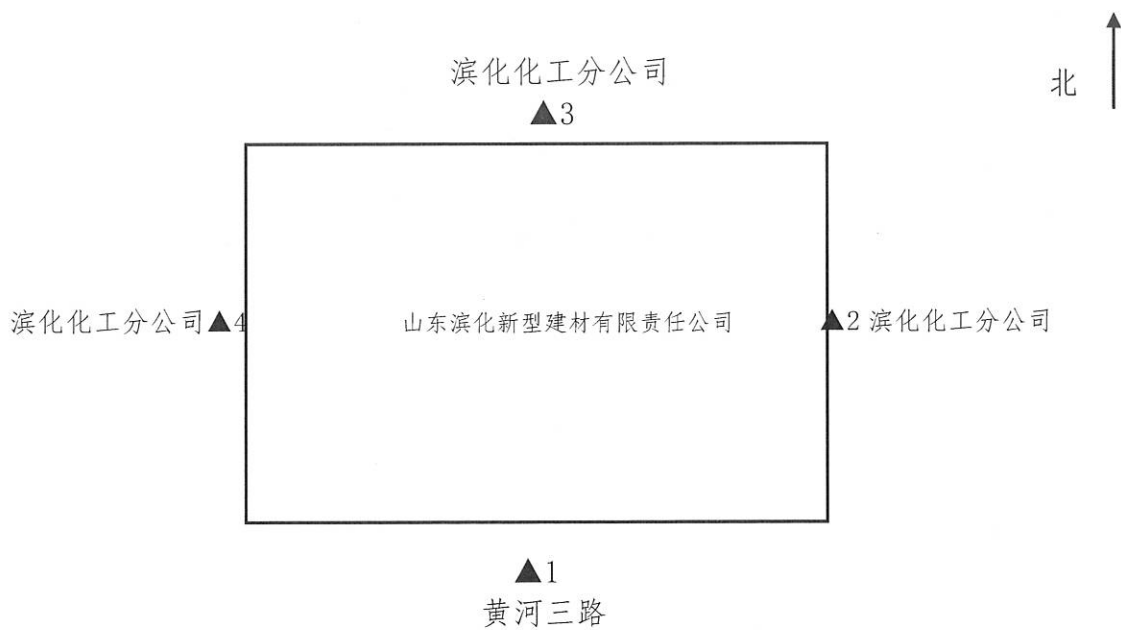 滨化化工分公司
北
▲3
滨化化工分公司▲4
山东滨化新型建材有限责任公司
▲2 滨化化工分公司
▲1
黄河三路